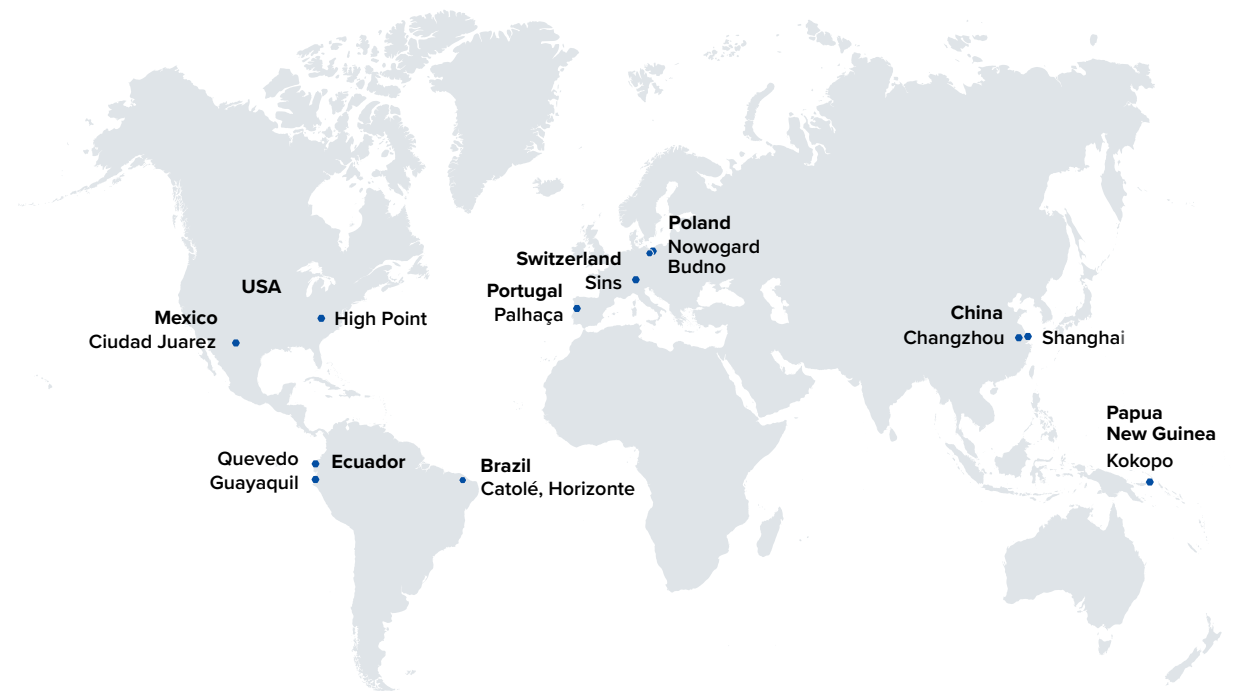 Poland
Nowogard
Budno
Switzerland
Sins
Portugal
Palhaça
USA
High Point
Mexico
Ciudad Juarez
China
Changzhou
Shanghai
Papua
New Guinea
Kokopo
Quevedo
Guayaquil
Ecuador
Brazil
Catolé, Horizonte